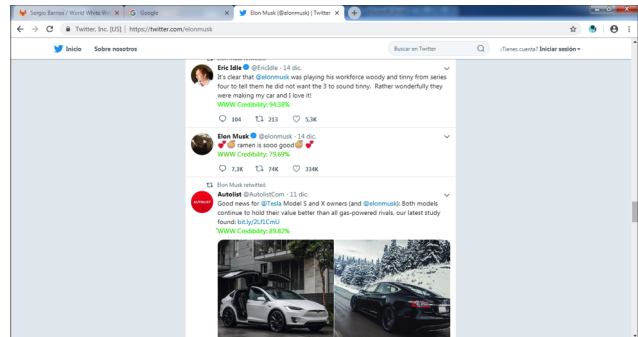 Sergio Barrios / World White We
Google
Elon Musk (@elonmusk) | Twitter
Twitter, Inc. [US] | https://twitter.com/elonmusk
Inicio Sobre nosotros Buscar en Twitter ¿Tienes cuenta? Iniciar sesión
Eric Idle @EricIdle · 14 dic.
It's clear that @elonmusk was playing his workforce woody and tinny from series
four to tell them he did not want the 3 to sound tinny. Rather wonderfully they
were making my car and I love it!
WWW Credibility: 94.38%
104 213 5,3K
Elon Musk @elonmusk · 14 dic.
💕🍜 ramen is sooo good🍜 💕
WWW Credibility: 79.69%
7,3K 74K 334K
Elon Musk retwitted
AUTOLIST
Autolist @AutolistCom · 11 dic.
Good news for @Tesla Model S and X owners (and @elonmusk): Both models
continue to hold their value better than all gas-powered rivals, our latest study
found: bit.ly/2Lf1CmU
WWW Credibility: 89.82%